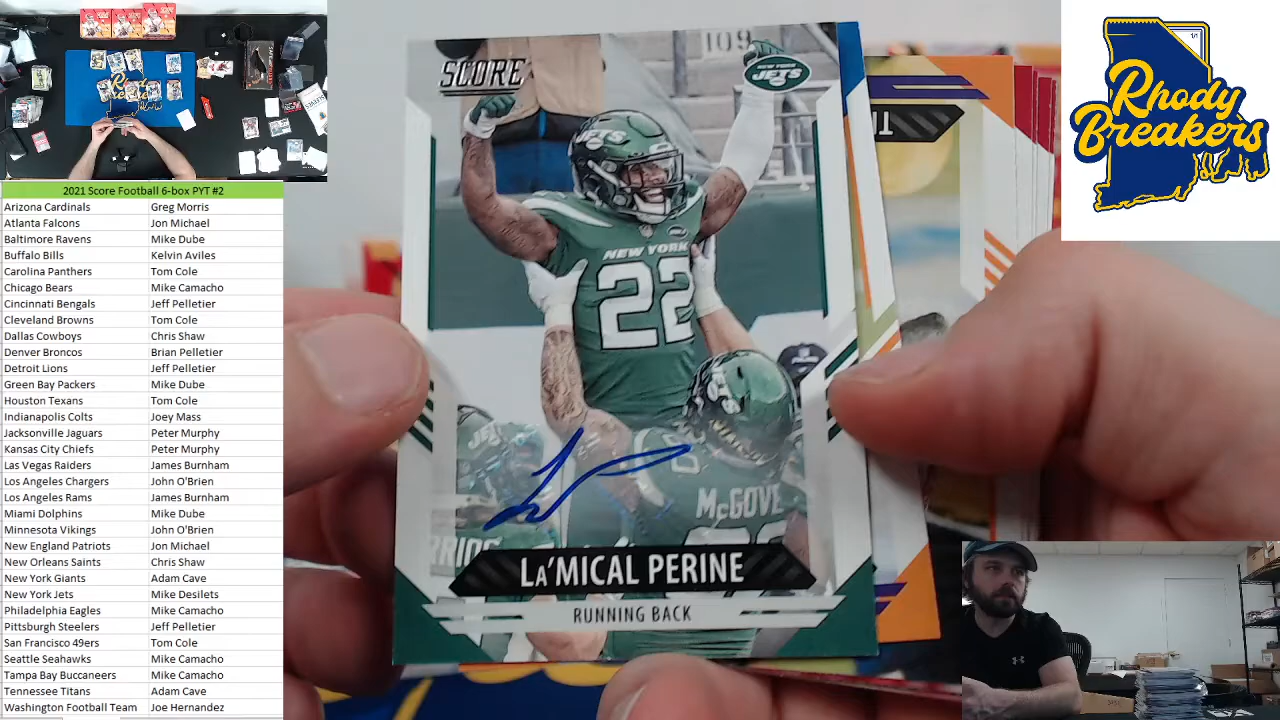 2021 Score Football 6-box PYT #2
Arizona Cardinals Greg Morris
Atlanta Falcons Jon Michael
Baltimore Ravens Mike Dube
Buffalo Bills Kelvin Aviles
Carolina Panthers Tom Cole
Chicago Bears Mike Camacho
Cincinnati Bengals Jeff Pelletier
Cleveland Browns Tom Cole
Dallas Cowboys Chris Shaw
Denver Broncos Brian Pelletier
Detroit Lions Jeff Pelletier
Green Bay Packers Mike Dube
Houston Texans Tom Cole
Indianapolis Colts Joey Mass
Jacksonville Jaguars Peter Murphy
Kansas City Chiefs Peter Murphy
Las Vegas Raiders James Burnham
Los Angeles Chargers John O'Brien
Los Angeles Rams James Burnham
Miami Dolphins Mike Dube
Minnesota Vikings John O'Brien
New England Patriots Jon Michael
New Orleans Saints Chris Shaw
New York Giants Adam Cave
New York Jets Mike Desilets
Philadelphia Eagles Mike Camacho
Pittsburgh Steelers Jeff Pelletier
San Francisco 49ers Tom Cole
Seattle Seahawks Mike Camacho
Tampa Bay Buccaneers Mike Camacho
Tennessee Titans Adam Cave
Washington Football Team Joe Hernandez
SCORE
109
NEW YORK
JETS
JETS
NEW YORK
22
McGOVE
LA'MICAL PERINE
RUNNING BACK
1/1
Rhody
Breakers